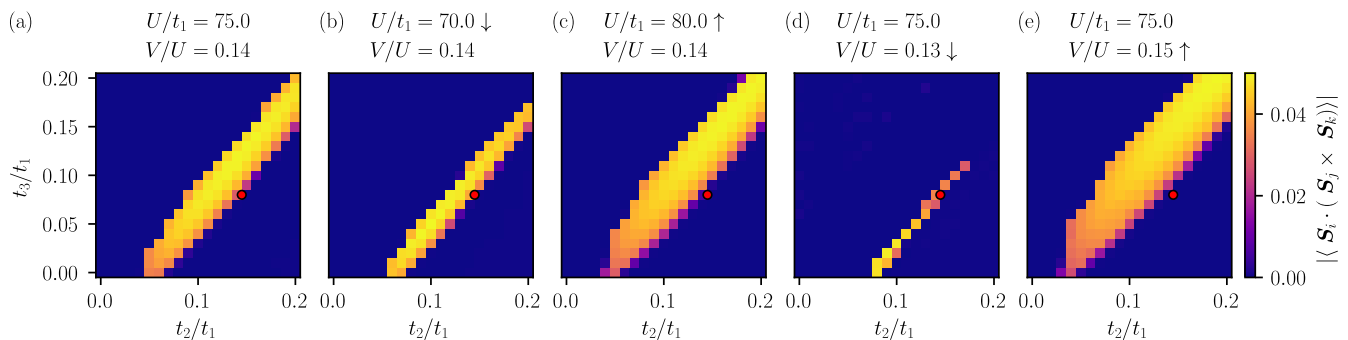 (a) U/t₁ = 75.0
V/U = 0.14
(b) U/t₁ = 70.0 ↓
V/U = 0.14
(c) U/t₁ = 80.0 ↑
V/U = 0.14
(d) U/t₁ = 75.0
V/U = 0.13 ↓
(e) U/t₁ = 75.0
V/U = 0.15 ↑
t₃/t₁
0.20
0.15
0.10
0.05
0.00
0.0 0.1 0.2
t₂/t₁
0.0 0.1 0.2
t₂/t₁
0.0 0.1 0.2
t₂/t₁
0.0 0.1 0.2
t₂/t₁
0.0 0.1 0.2
t₂/t₁
0.04
0.02
0.00
|⟨ Sᵢ · ( Sⱼ × Sₖ)⟩|